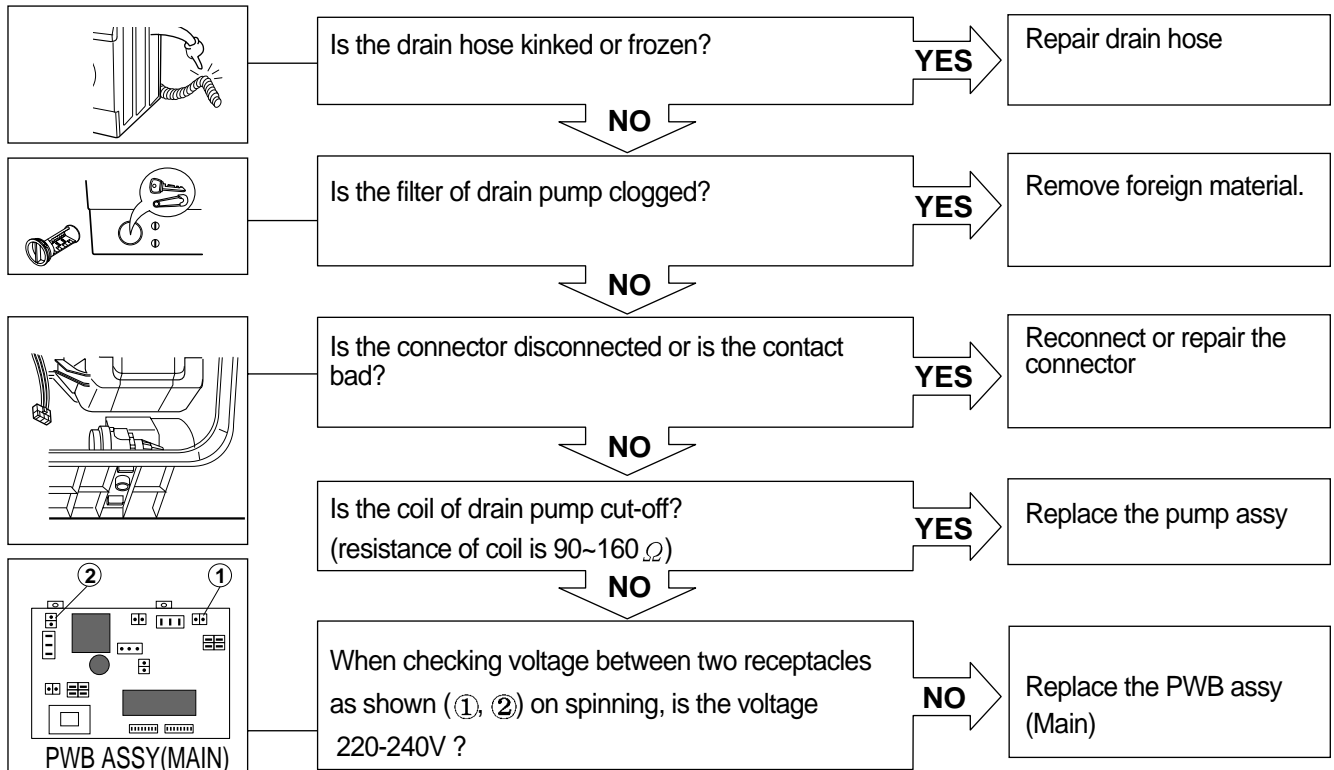 Is the drain hose kinked or frozen?
YES
Repair drain hose
NO
Is the filter of drain pump clogged?
YES
Remove foreign material.
NO
Is the connector disconnected or is the contact
bad?
YES
Reconnect or repair the
connector
NO
Is the coil of drain pump cut-off?
(resistance of coil is 90~160 Ω)
YES
Replace the pump assy
NO
② ①
PWB ASSY(MAIN)
When checking voltage between two receptacles
as shown (①, ②) on spinning, is the voltage
220-240V ?
NO
Replace the PWB assy
(Main)